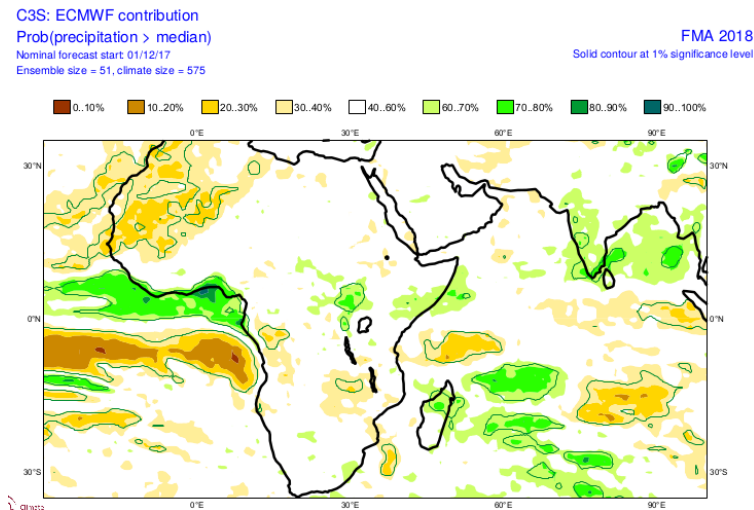 C3S: ECMWF contribution
Prob(precipitation > median)
FMA 2018
Nominal forecast start: 01/12/17
Solid contour at 1% significance level
Ensemble size = 51, climate size = 575
0..10% 10..20% 20..30% 30..40% 40..60% 60..70% 70..80% 80..90% 90..100%
0°E 30°E 60°E 90°E
30°N 30°N
0°N 0°N
30°S 30°S
0°E 30°E 60°E 90°E
Climate